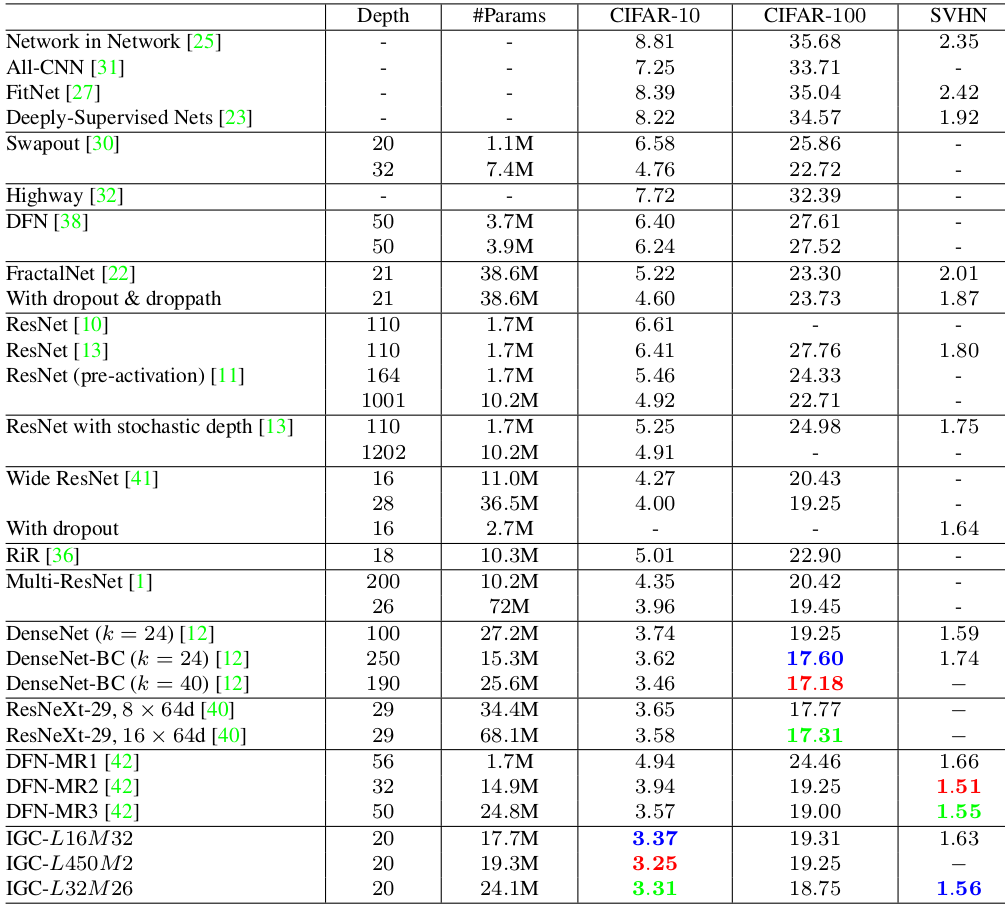 Depth #Params CIFAR-10 CIFAR-100 SVHN
Network in Network [25] - - 8.81 35.68 2.35
All-CNN [31] - - 7.25 33.71 -
FitNet [27] - - 8.39 35.04 2.42
Deeply-Supervised Nets [23] - - 8.22 34.57 1.92
Swapout [30] 20 1.1M 6.58 25.86 -
32 7.4M 4.76 22.72 -
Highway [32] - - 7.72 32.39 -
DFN [38] 50 3.7M 6.40 27.61 -
50 3.9M 6.24 27.52 -
FractalNet [22] 21 38.6M 5.22 23.30 2.01
With dropout & droppath 21 38.6M 4.60 23.73 1.87
ResNet [10] 110 1.7M 6.61 - -
ResNet [13] 110 1.7M 6.41 27.76 1.80
ResNet (pre-activation) [11] 164 1.7M 5.46 24.33 -
1001 10.2M 4.92 22.71 -
ResNet with stochastic depth [13] 110 1.7M 5.25 24.98 1.75
1202 10.2M 4.91 - -
Wide ResNet [41] 16 11.0M 4.27 20.43 -
28 36.5M 4.00 19.25 -
With dropout 16 2.7M - - 1.64
RiR [36] 18 10.3M 5.01 22.90 -
Multi-ResNet [1] 200 10.2M 4.35 20.42 -
26 72M 3.96 19.45 -
DenseNet (k = 24) [12] 100 27.2M 3.74 19.25 1.59
DenseNet-BC (k = 24) [12] 250 15.3M 3.62 17.60 1.74
DenseNet-BC (k = 40) [12] 190 25.6M 3.46 17.18 −
ResNeXt-29, 8 × 64d [40] 29 34.4M 3.65 17.77 −
ResNeXt-29, 16 × 64d [40] 29 68.1M 3.58 17.31 −
DFN-MR1 [42] 56 1.7M 4.94 24.46 1.66
DFN-MR2 [42] 32 14.9M 3.94 19.25 1.51
DFN-MR3 [42] 50 24.8M 3.57 19.00 1.55
IGC-L16M32 20 17.7M 3.37 19.31 1.63
IGC-L450M2 20 19.3M 3.25 19.25 −
IGC-L32M26 20 24.1M 3.31 18.75 1.56